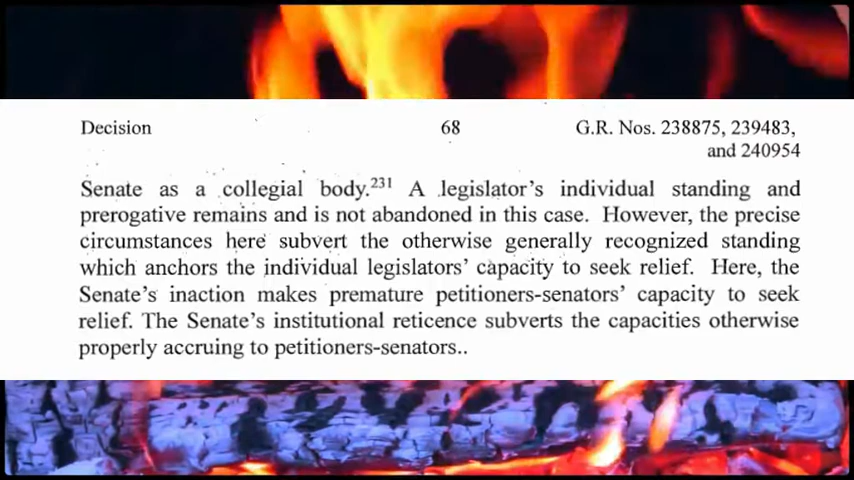 Decision 68 G.R. Nos. 238875, 239483,
and 240954
Senate as a collegial body.231 A legislator's individual standing and
prerogative remains and is not abandoned in this case. However, the precise
circumstances here subvert the otherwise generally recognized standing
which anchors the individual legislators' capacity to seek relief. Here, the
Senate's inaction makes premature petitioners-senators' capacity to seek
relief. The Senate's institutional reticence subverts the capacities otherwise
properly accruing to petitioners-senators..